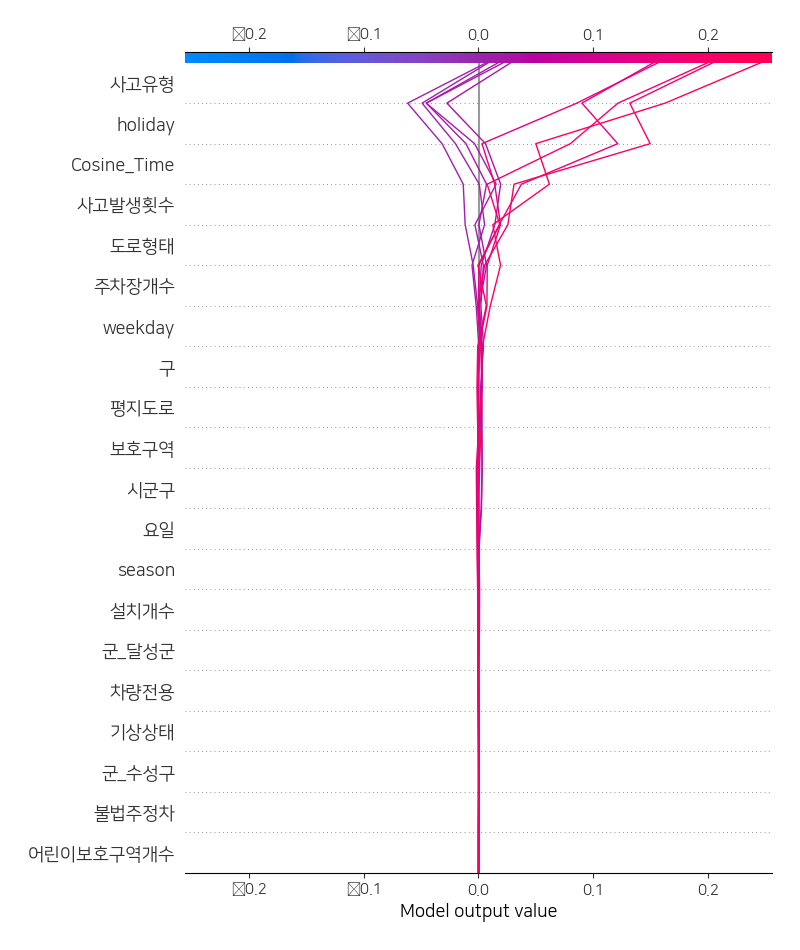 ☒0.2 ☒0.1 0.0 0.1 0.2
사고유형
holiday
Cosine_Time
사고발생횟수
도로형태
주차장개수
weekday
구
평지도로
보호구역
시군구
요일
season
설치개수
군_달성군
차량전용
기상상태
군_수성구
불법주정차
어린이보호구역개수
☒0.2 ☒0.1 0.0 0.1 0.2
Model output value